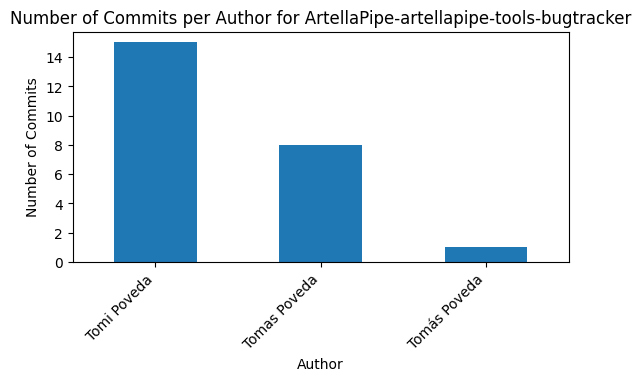 Number of Commits per Author for ArtellaPipe-artellapipe-tools-bugtracker
14
12
10
8
6
4
2
0
Number of Commits
Tomi Poveda
Tomas Poveda
Tomás Poveda
Author